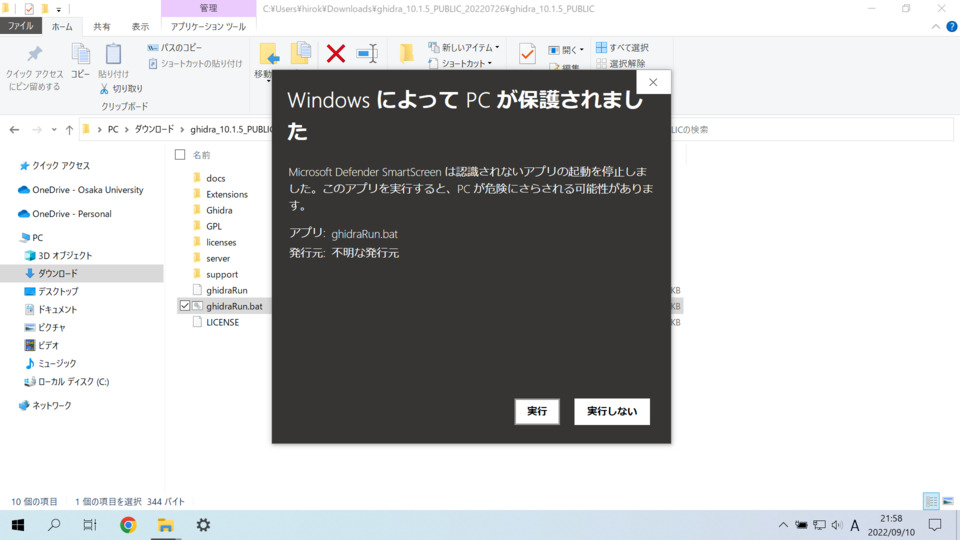 管理
C:¥Users¥hirok¥Downloads¥ghidra_10.1.5_PUBLIC_20220726¥ghidra_10.1.5_PUBLIC
ファイル
ホーム
共有
表示
アプリケーション ツール
クイック アクセス
にピン留めする
コピー
貼り付け
パスのコピー
ショートカットの貼り付け
切り取り
クリップボード
新しいアイテム
ショートカット
開く
編集
すべて選択
選択解除
PC
ダウンロード
ghidra_10.1.5_PUBLIC
LICの検索
クイック アクセス
OneDrive - Osaka University
OneDrive - Personal
PC
3D オブジェクト
ダウンロード
デスクトップ
ドキュメント
ピクチャ
ビデオ
ミュージック
ローカル ディスク (C:)
ネットワーク
名前
docs
Extensions
Ghidra
GPL
licenses
server
support
ghidraRun
KB
ghidraRun.bat
KB
LICENSE
KB
Windows によって PC が保護されまし
た
Microsoft Defender SmartScreen は認識されないアプリの起動を停止しま
した。このアプリを実行すると、PC が危険にさらされる可能性がありま
す。
アプリ: ghidraRun.bat
発行元: 不明な発行元
実行
実行しない
10 個の項目
1 個の項目を選択 344 バイト
A
21:58
2022/09/10